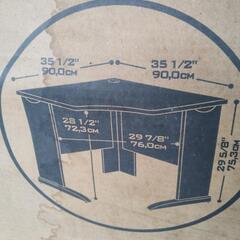 35 1/2"
90,0CM
35 1/2"
90,0CM
28 1/2"
72,3CM
29 7/8"
76,0CM
29 5/8"
75,3CM